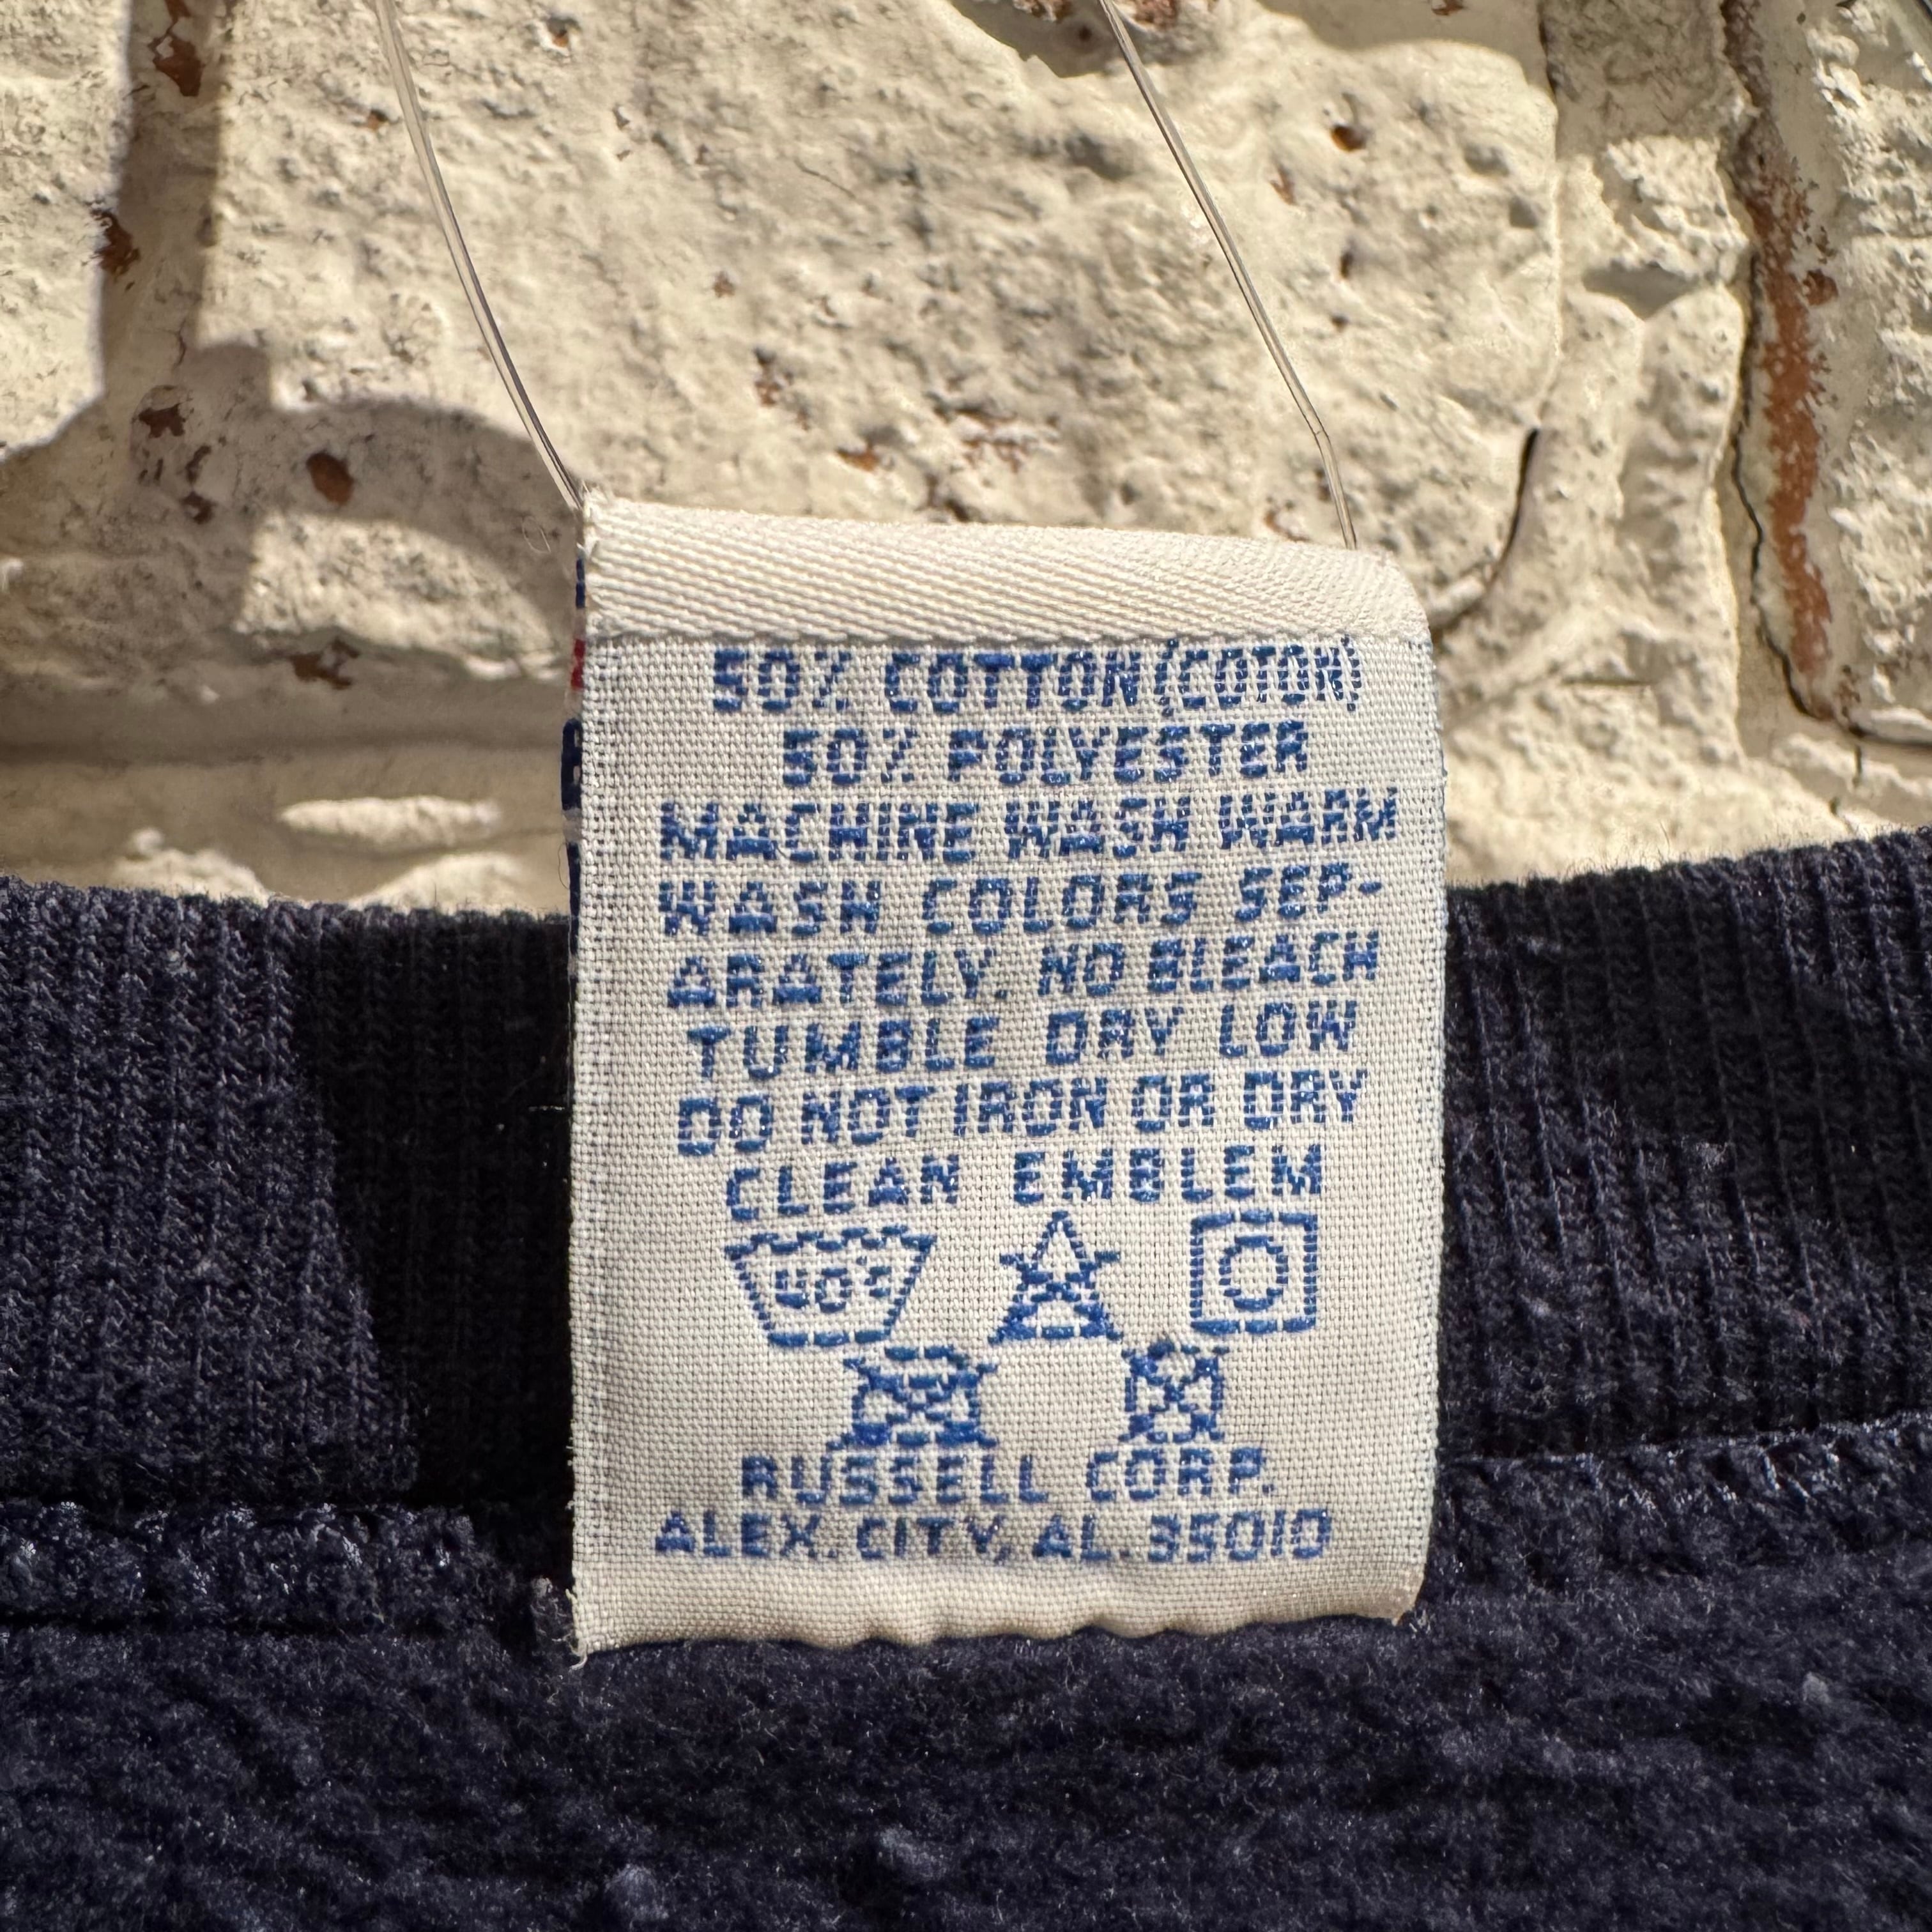 50% COTTON (COTON)
50% POLYESTER
MACHINE WASH WARM
WASH COLORS SEP-
ARATELY. NO BLEACH
TUMBLE DRY LOW
DO NOT IRON OR DRY
CLEAN EMBLEM
40°C
RUSSELL CORP.
ALEX. CITY, AL. 35010